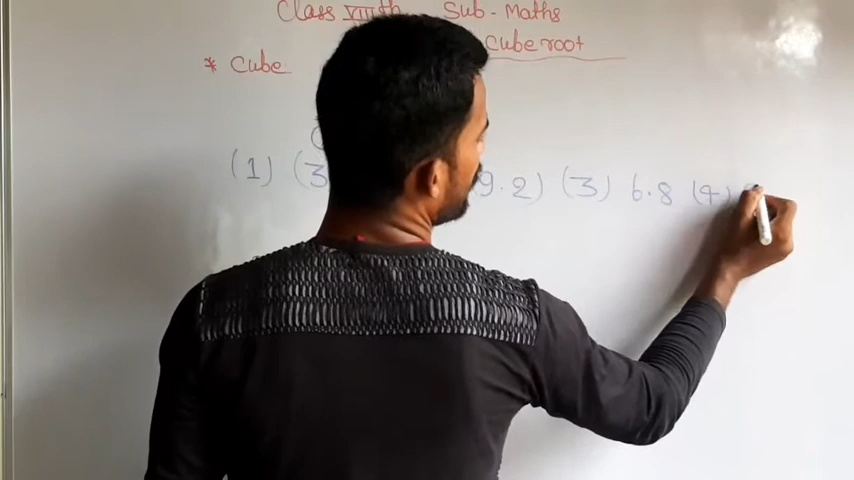 Class VIIIth Sub- Maths
* Cube Cube root
(1) (3 9.2) (3) 6.8 (4)